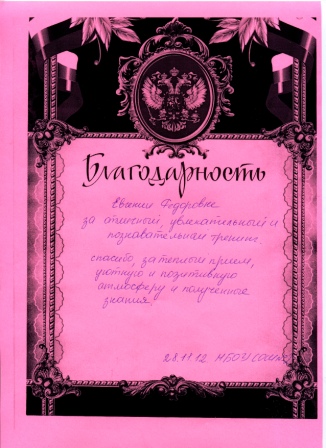 Благодарность
Евгении Федоровне
за отличный, увлекательный и
познавательный тренинг.
спасибо, за теплый прием,
уютную и позитивную
атмосферу и полученные
знания,
28.11.12 МБОУ